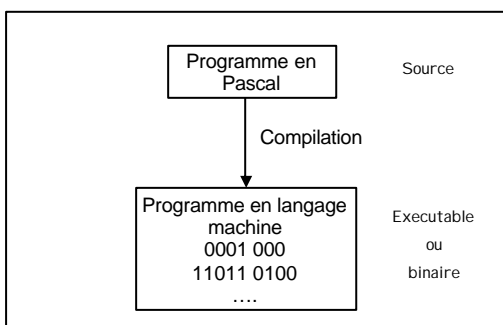 Programme en
Pascal
Source
Compilation
Programme en langage
machine
0001 000
11011 0100
....
Executable
ou
binaire